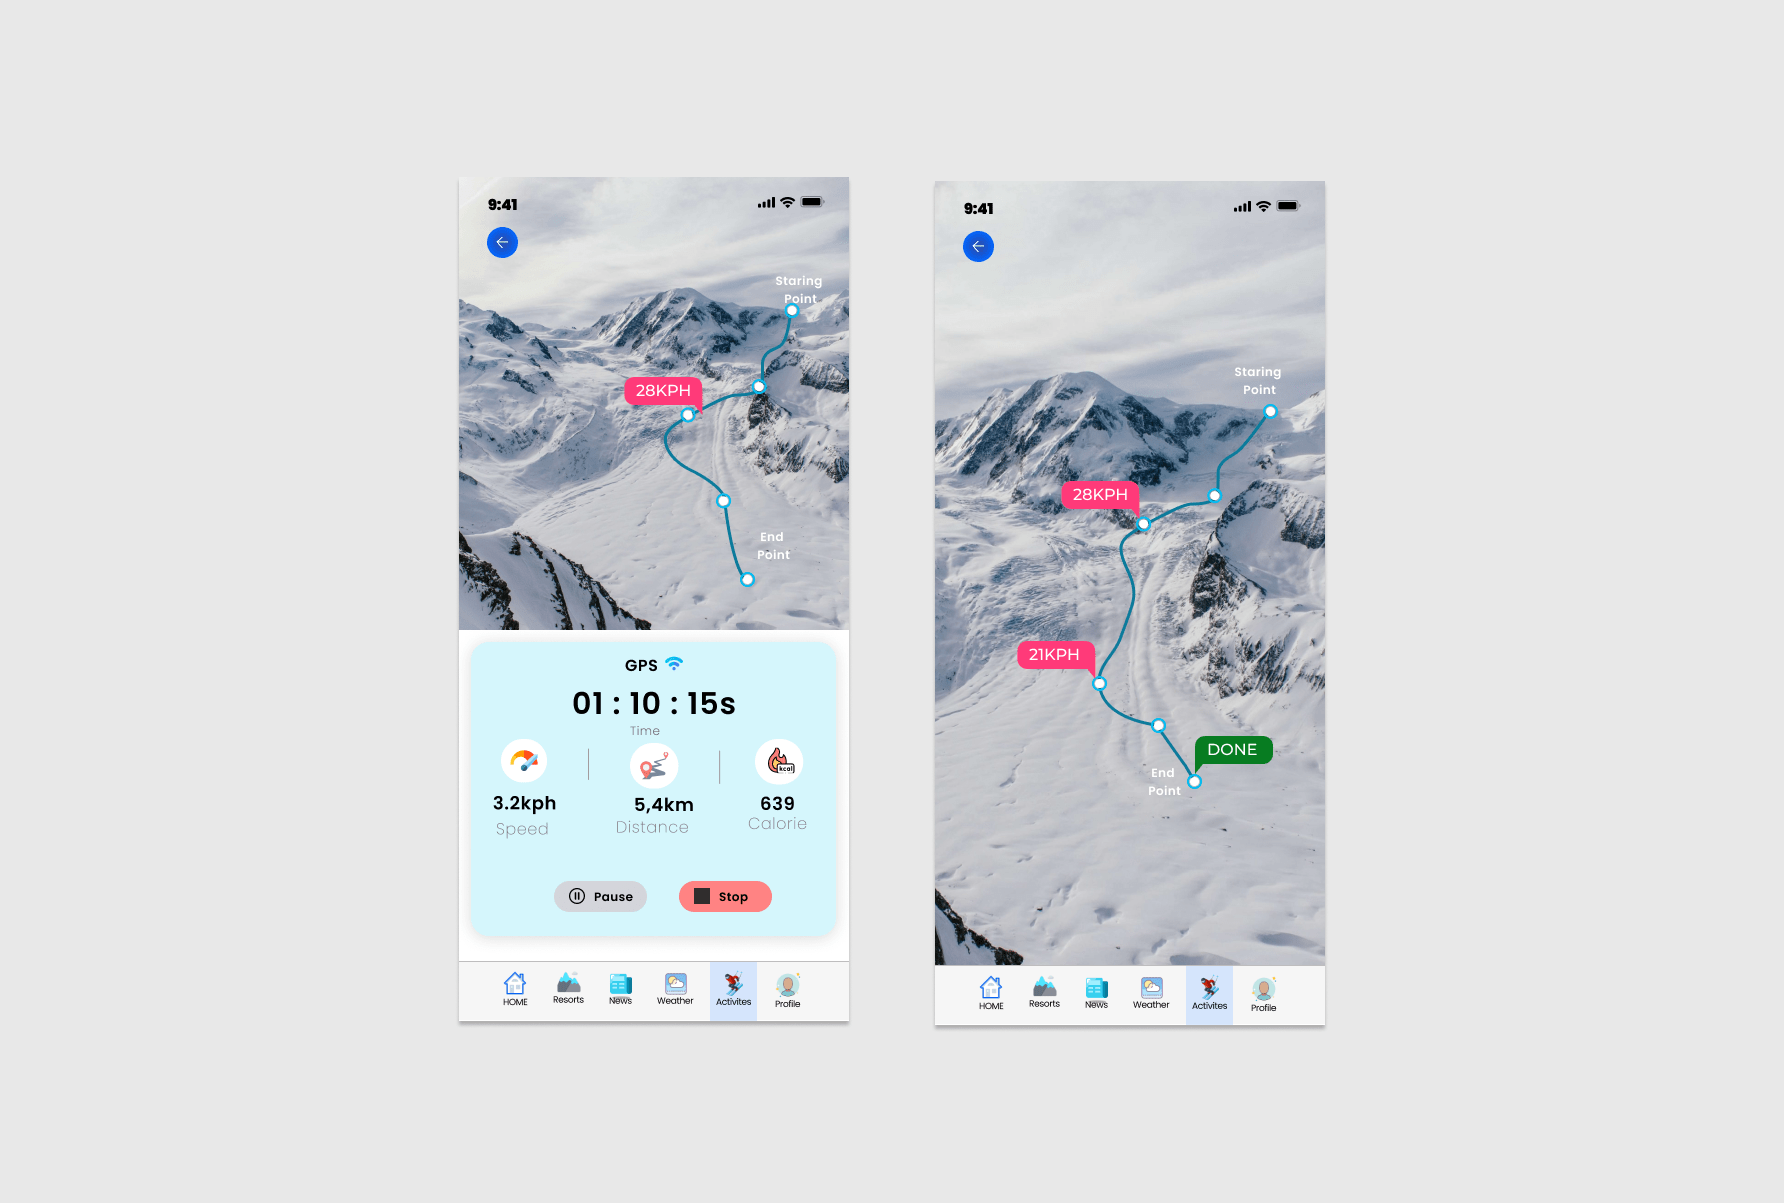 9:41
Staring
Point
28KPH
End
Point
GPS
01 : 10 : 15s
Time
3.2kph
5,4km
639
Speed
Distance
Calorie
kcal
Pause
Stop
HOME
Resorts
News
Weather
Activites
Profile
9:41
Staring
Point
28KPH
21KPH
DONE
End
Point
HOME
Resorts
News
Weather
Activites
Profile